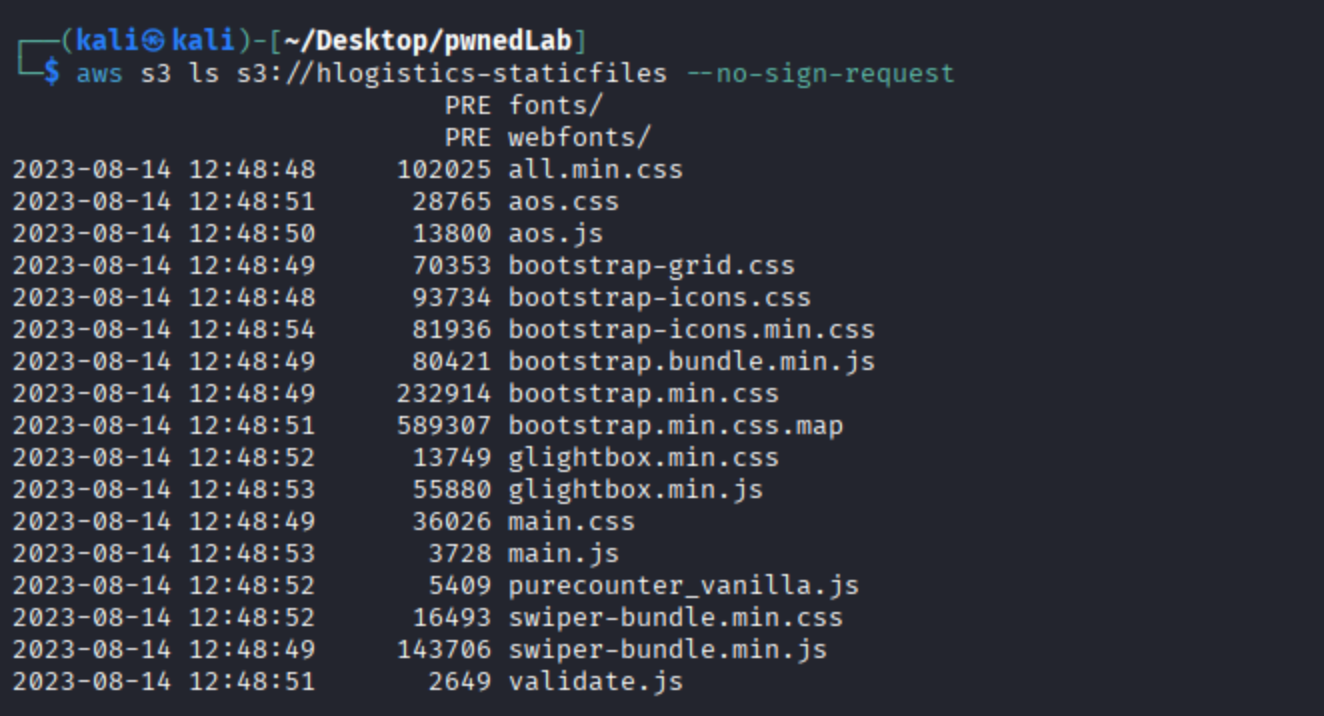 ┌──(kali㉿kali)-[~/Desktop/pwnedLab]
└─$ aws s3 ls s3://hlogistics-staticfiles --no-sign-request
                           PRE fonts/
                           PRE webfonts/
2023-08-14 12:48:48     102025 all.min.css
2023-08-14 12:48:51      28765 aos.css
2023-08-14 12:48:50      13800 aos.js
2023-08-14 12:48:49      70353 bootstrap-grid.css
2023-08-14 12:48:48      93734 bootstrap-icons.css
2023-08-14 12:48:54      81936 bootstrap-icons.min.css
2023-08-14 12:48:49      80421 bootstrap.bundle.min.js
2023-08-14 12:48:49     232914 bootstrap.min.css
2023-08-14 12:48:51     589307 bootstrap.min.css.map
2023-08-14 12:48:52      13749 glightbox.min.css
2023-08-14 12:48:53      55880 glightbox.min.js
2023-08-14 12:48:49      36026 main.css
2023-08-14 12:48:53       3728 main.js
2023-08-14 12:48:52       5409 purecounter_vanilla.js
2023-08-14 12:48:52      16493 swiper-bundle.min.css
2023-08-14 12:48:49     143706 swiper-bundle.min.js
2023-08-14 12:48:51       2649 validate.js